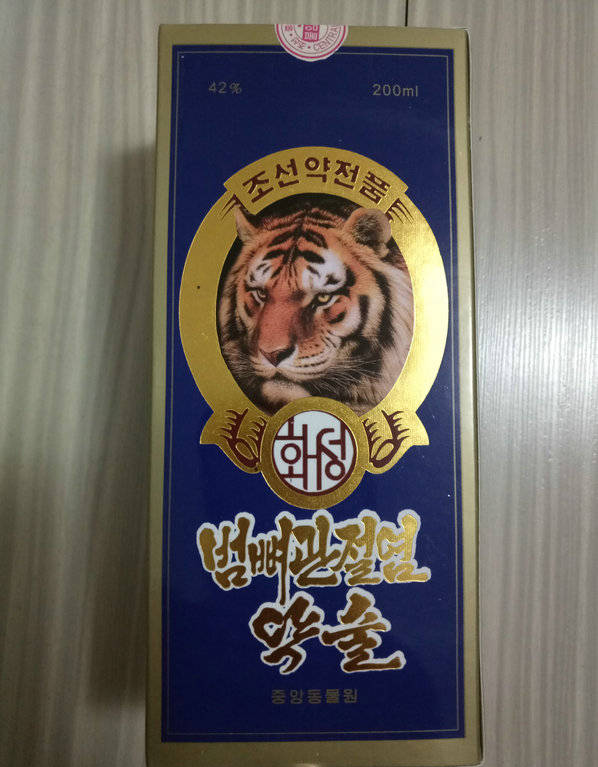 CENTRA
42%
200ml
조선약전품
화성
범뼈관절염
약술
중앙동물원